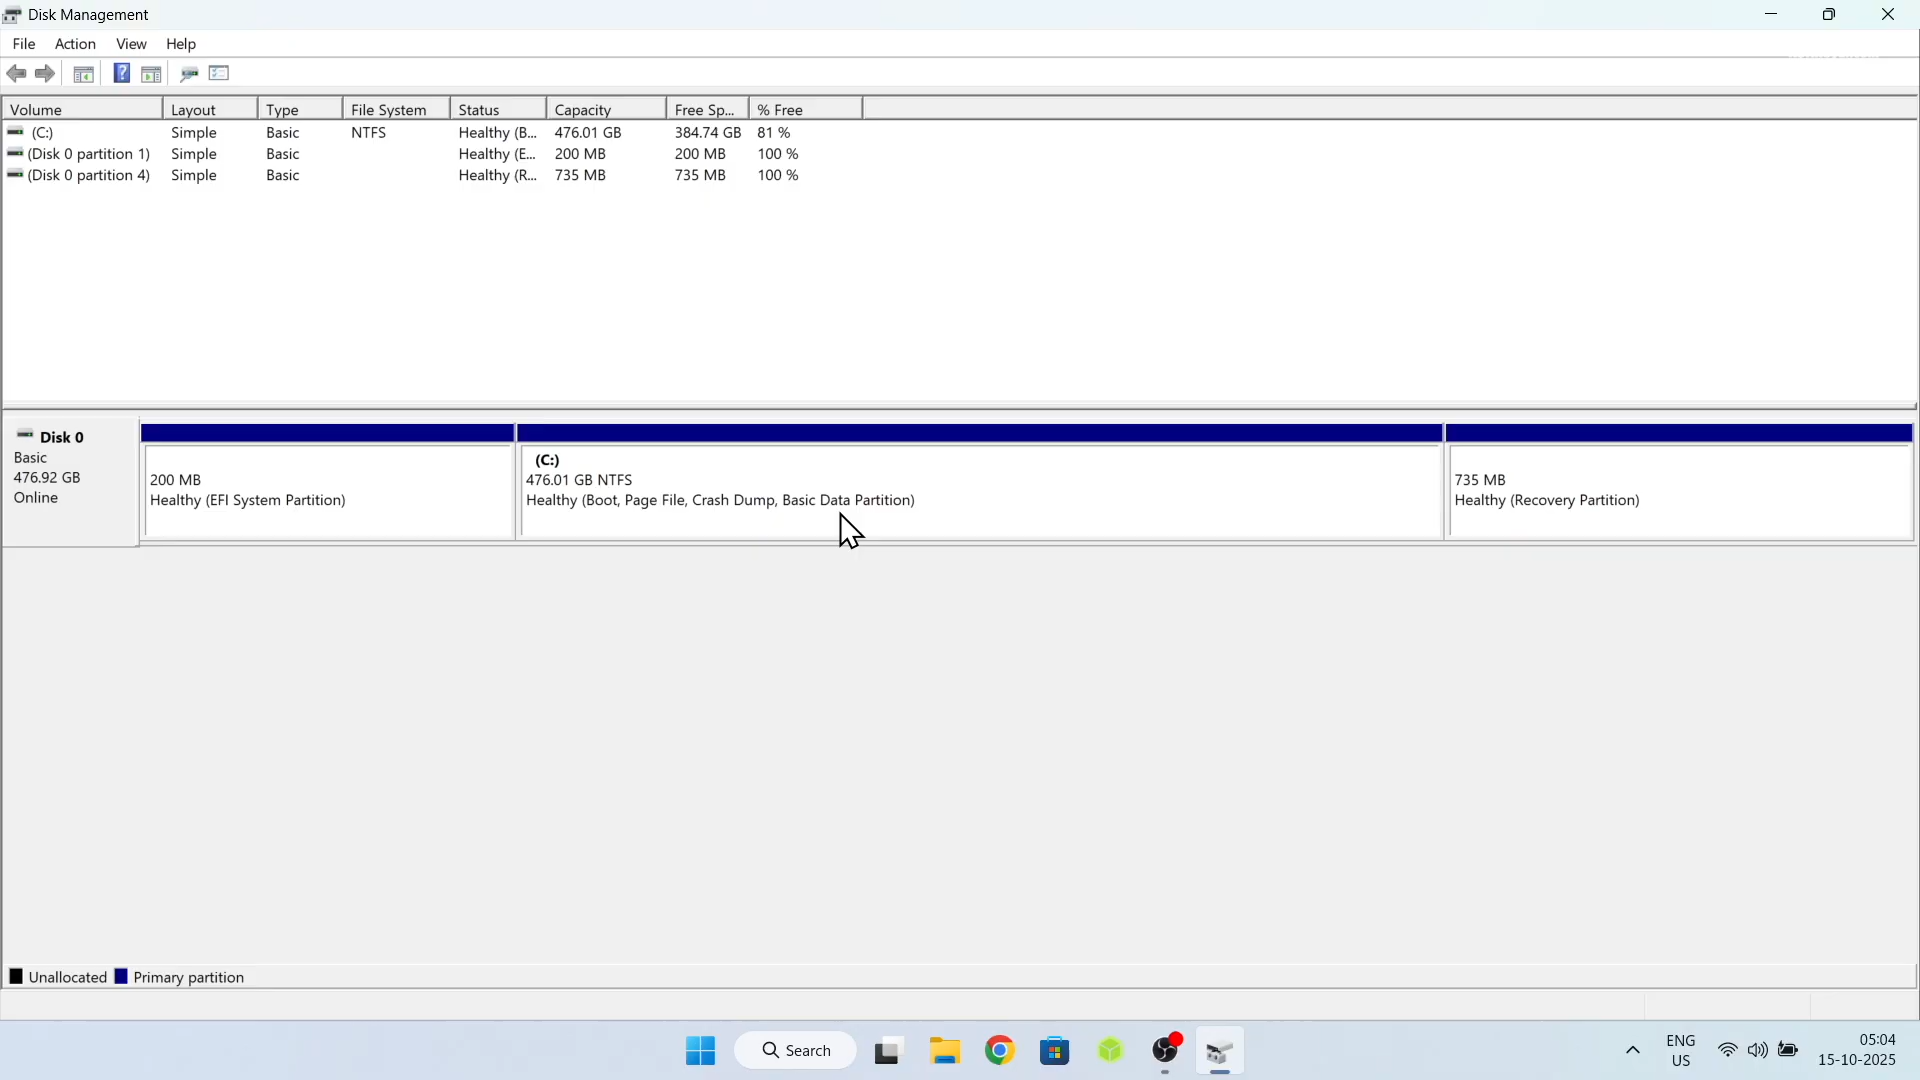 Disk Management
File Action View Help
Volume Layout Type File System Status Capacity Free Sp... % Free
(C:) Simple Basic NTFS Healthy (B... 476.01 GB 384.74 GB 81 %
(Disk 0 partition 1) Simple Basic Healthy (E... 200 MB 200 MB 100 %
(Disk 0 partition 4) Simple Basic Healthy (R... 735 MB 735 MB 100 %
Disk 0
Basic
476.92 GB
Online
200 MB
Healthy (EFI System Partition)
(C:)
476.01 GB NTFS
Healthy (Boot, Page File, Crash Dump, Basic Data Partition)
735 MB
Healthy (Recovery Partition)
Unallocated Primary partition
Search
ENG
US
05:04
15-10-2025